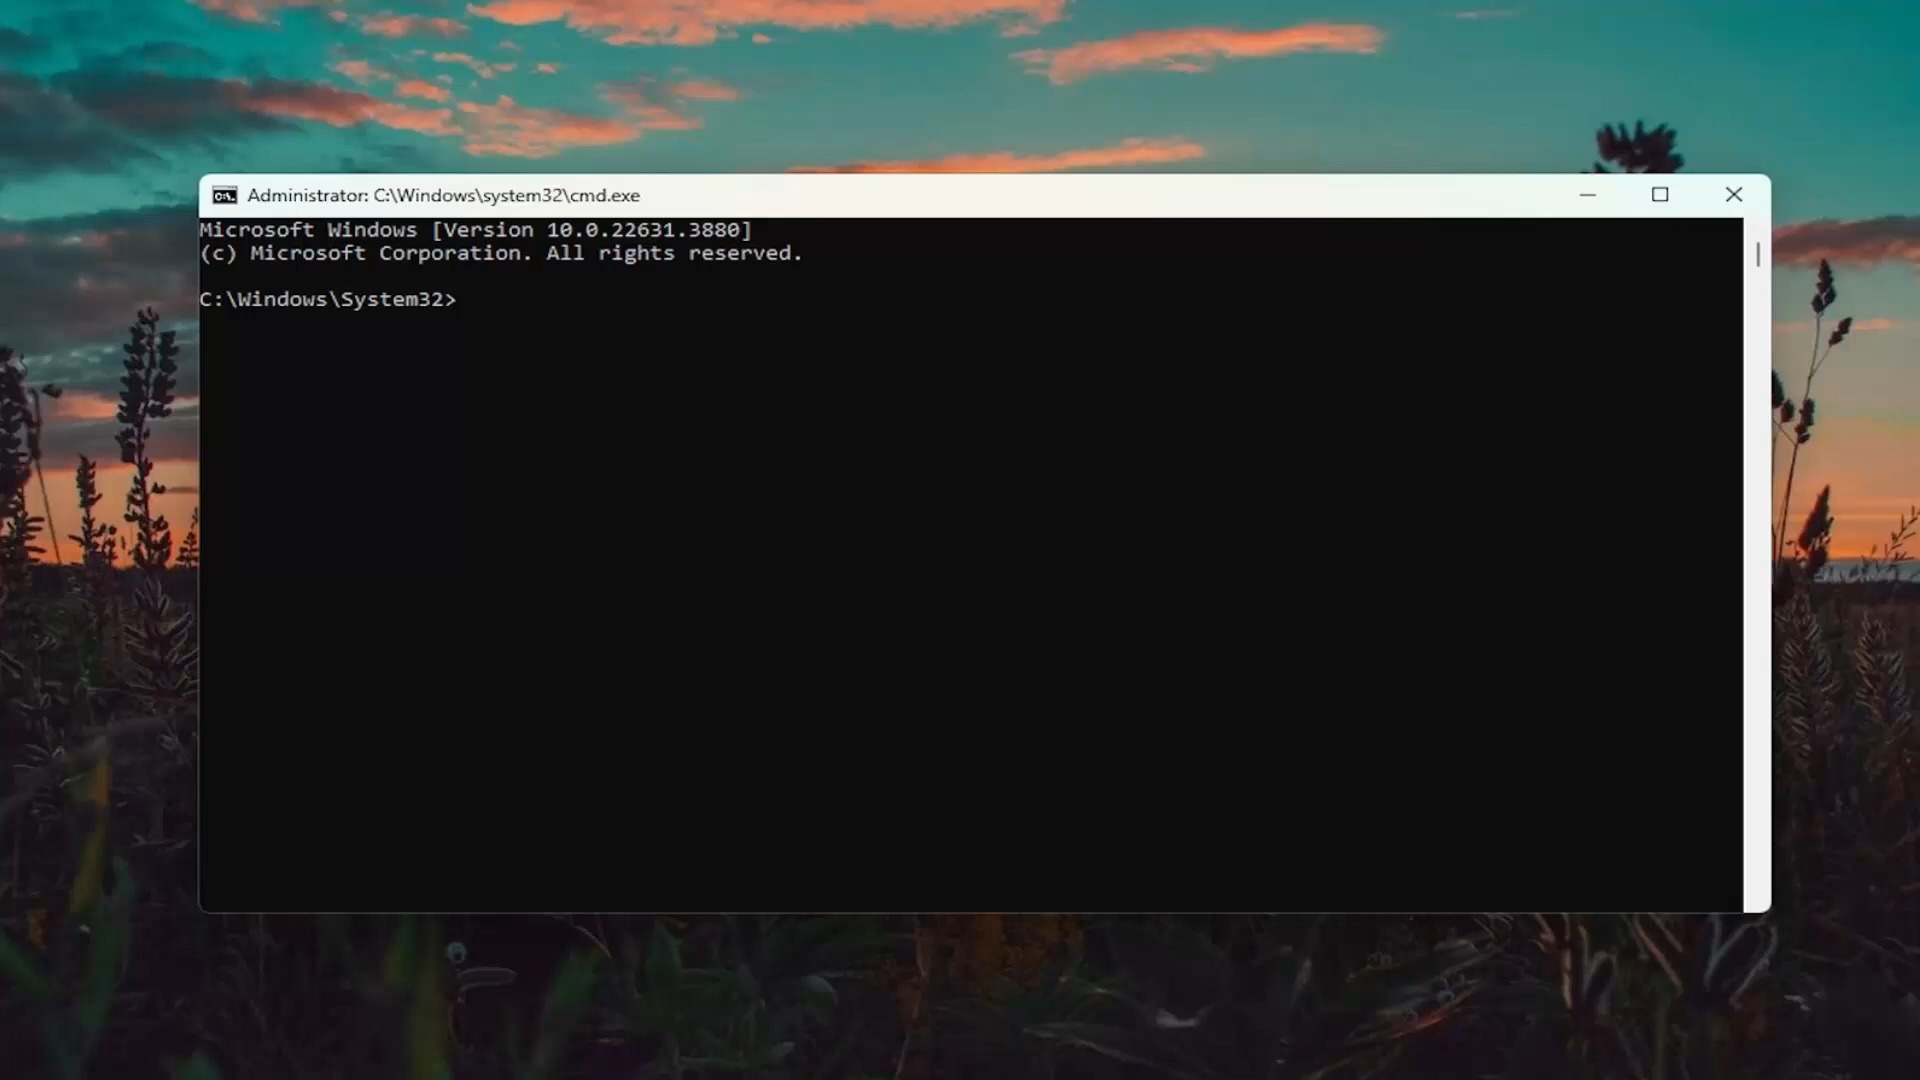 Administrator: C:\Windows\system32\cmd.exe
Microsoft Windows [Version 10.0.22631.3880]
(c) Microsoft Corporation. All rights reserved.
C:\Windows\System32>